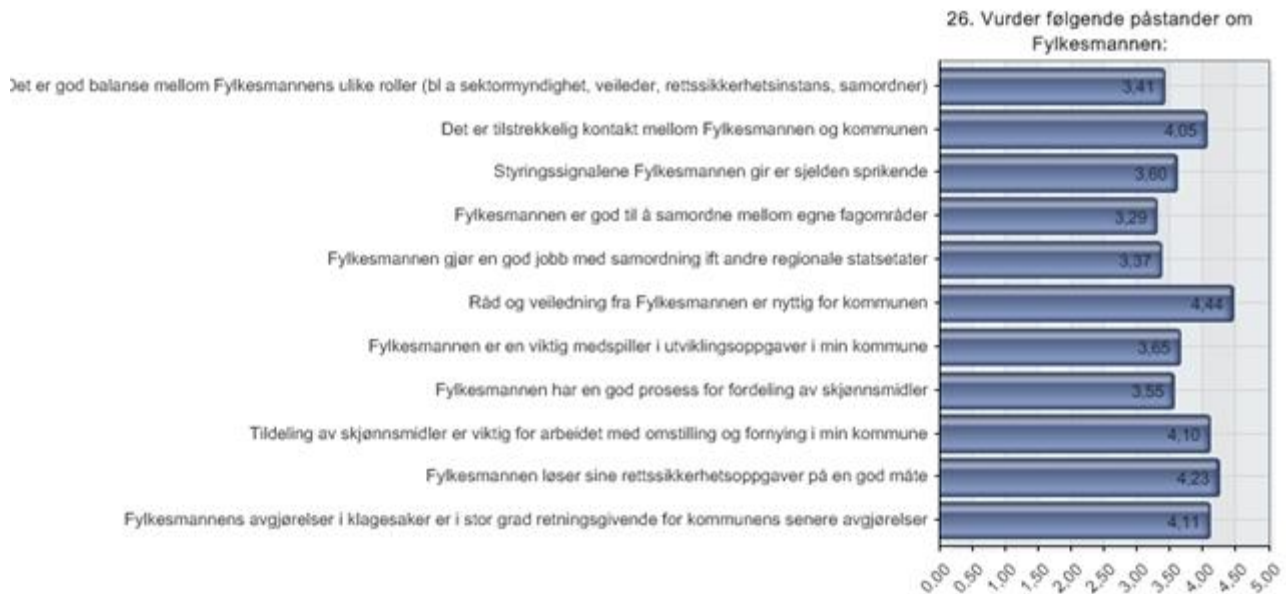 26. Vurder følgende påstander om
Fylkesmannen:
Det er god balanse mellom Fylkesmannens ulike roller (bl a sektormyndighet, veileder, rettssikkerhetsinstans, samordner)
3,41
Det er tilstrekkelig kontakt mellom Fylkesmannen og kommunen
4,05
Styringssignalene Fylkesmannen gir er sjelden sprikende
3,60
Fylkesmannen er god til å samordne mellom egne fagområder
3,29
Fylkesmannen gjør en god jobb med samordning ift andre regionale statsetater
3,37
Råd og veiledning fra Fylkesmannen er nyttig for kommunen
4,44
Fylkesmannen er en viktig medspiller i utviklingsoppgaver i min kommune
3,65
Fylkesmannen har en god prosess for fordeling av skjønnsmidler
3,55
Tildeling av skjønnsmidler er viktig for arbeidet med omstilling og fornying i min kommune
4,10
Fylkesmannen løser sine rettssikkerhetsoppgaver på en god måte
4,23
Fylkesmannens avgjørelser i klagesaker er i stor grad retningsgivende for kommunens senere avgjørelser
4,11
0,00 0,50 1,00 1,50 2,00 2,50 3,00 3,50 4,00 4,50 5,00